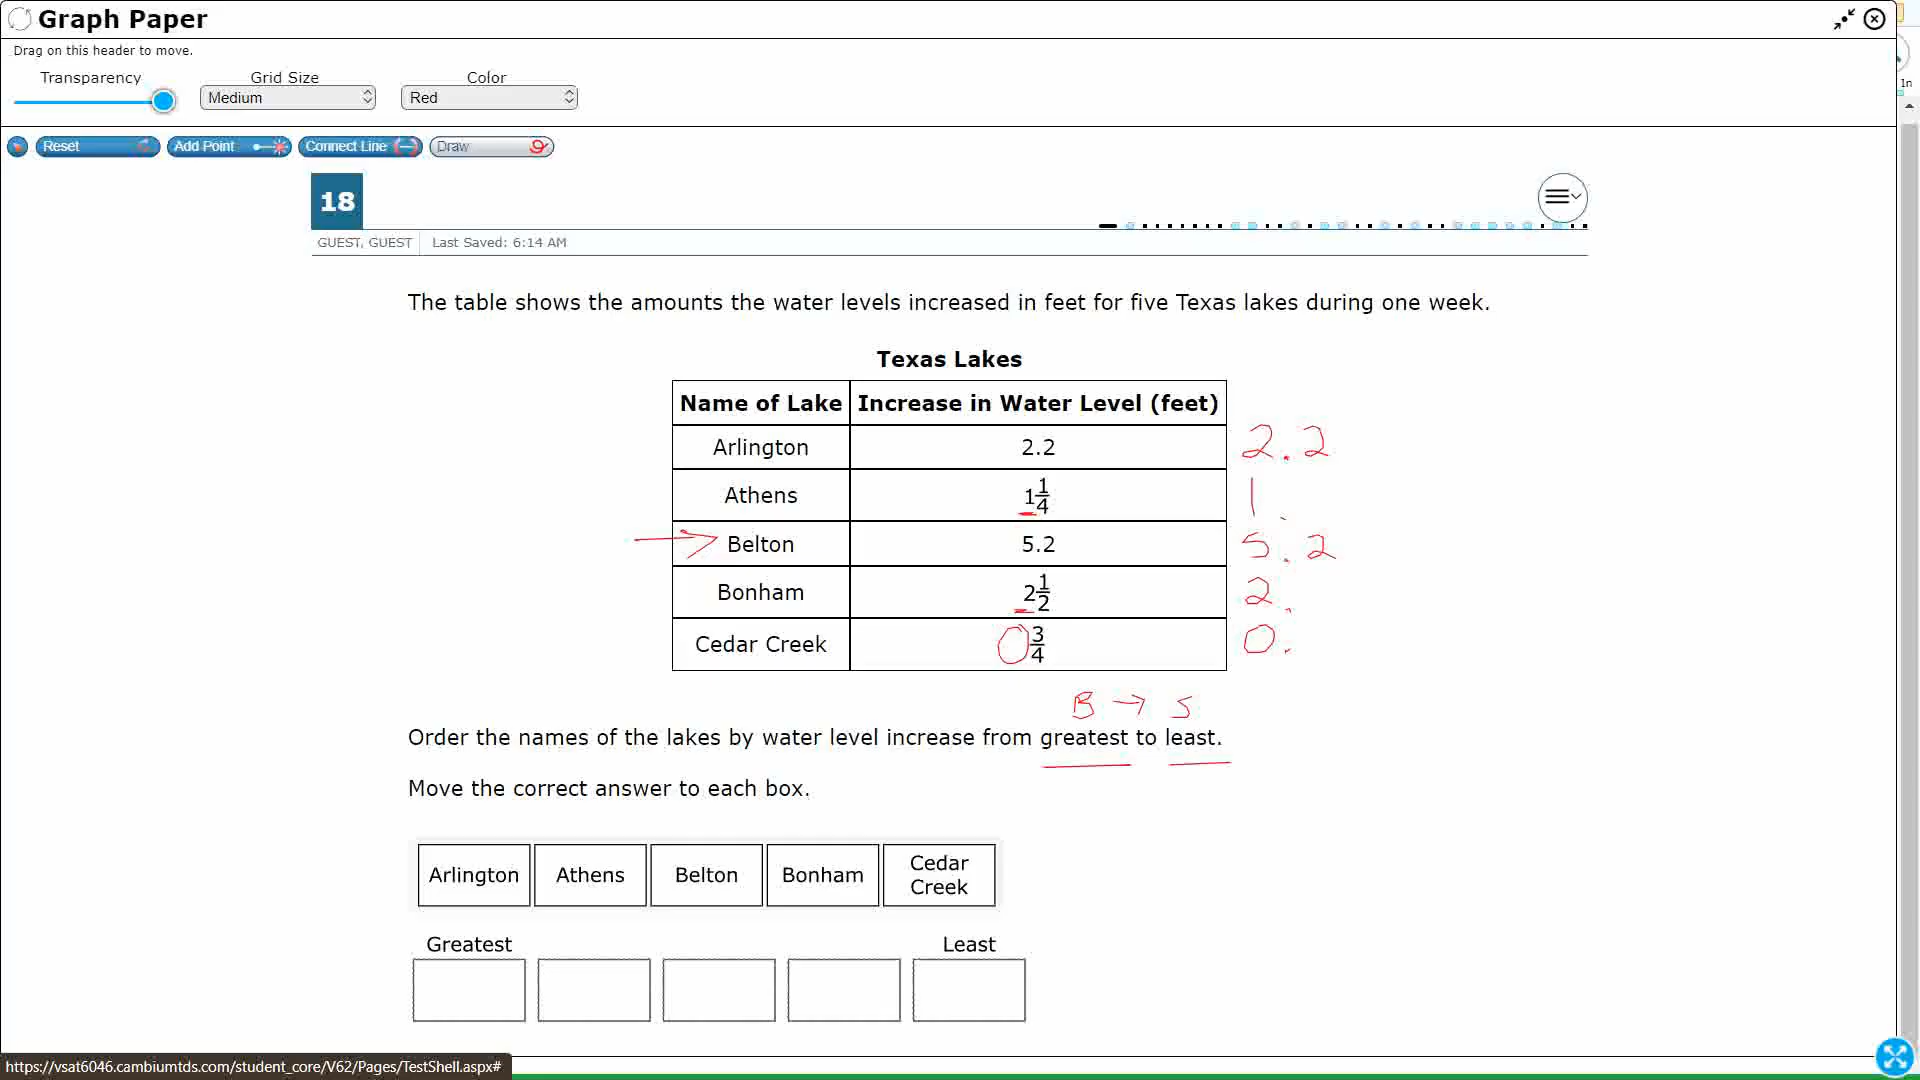 Graph Paper
Drag on this header to move.
Transparency Grid Size Color
Medium Red
Reset Add Point Connect Line Draw
18
GUEST, GUEST Last Saved: 6:14 AM
The table shows the amounts the water levels increased in feet for five Texas lakes during one week.
Texas Lakes
Name of Lake Increase in Water Level (feet)
Arlington 2.2 2.2
Athens 1 1/4 1.
Belton 5.2 5.2
Bonham 2 1/2 2.
Cedar Creek 0 3/4 0.
B → S
Order the names of the lakes by water level increase from greatest to least.
Move the correct answer to each box.
Arlington Athens Belton Bonham Cedar Creek
Greatest Least
https://vsat6046.cambiumtds.com/student_core/V62/Pages/TestShell.aspx#